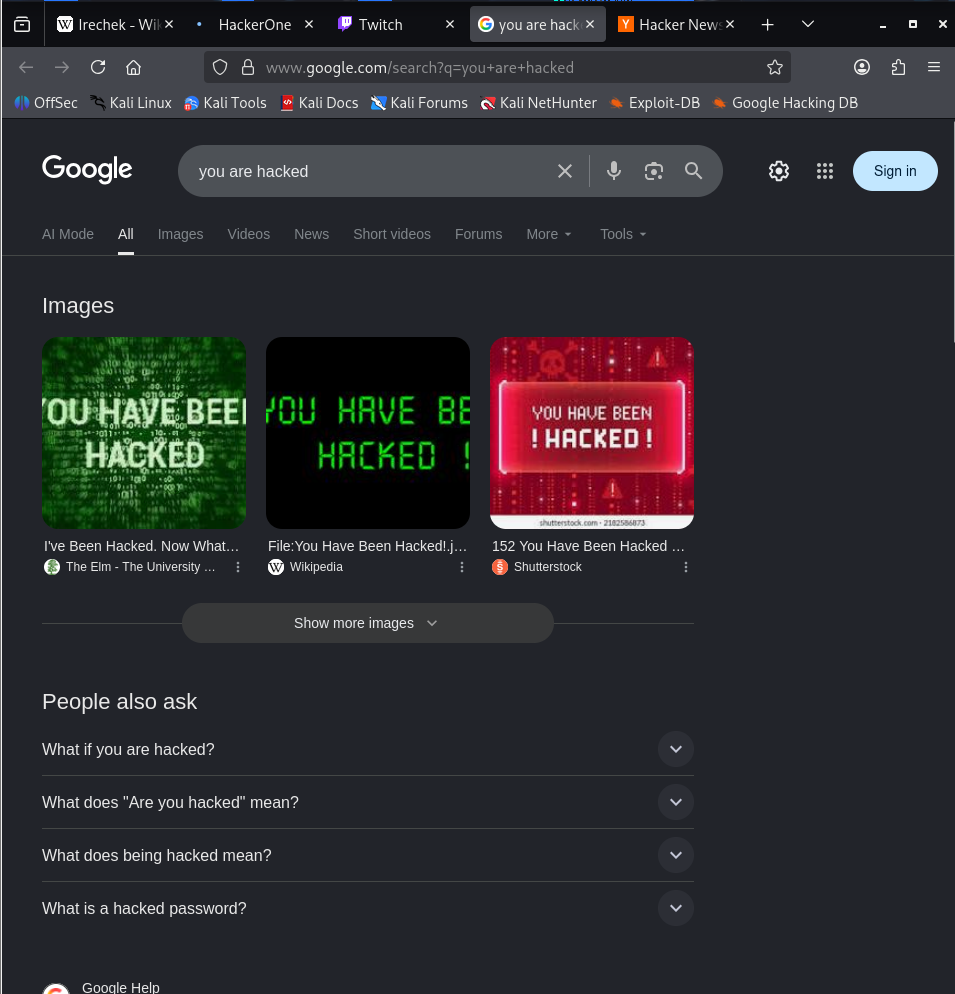 Irechek - Wik
HackerOne
Twitch
you are hack
Hacker News
www.google.com/search?q=you+are+hacked
OffSec
Kali Linux
Kali Tools
Kali Docs
Kali Forums
Kali NetHunter
Exploit-DB
Google Hacking DB
Google
you are hacked
Sign in
AI Mode
All
Images
Videos
News
Short videos
Forums
More
Tools
Images
YOU HAVE BEEN
HACKED
YOU HAVE BE
HACKED !
YOU HAVE BEEN
! HACKED !
shutterstock.com · 2182586873
I've Been Hacked. Now What…
File:You Have Been Hacked!.j…
152 You Have Been Hacked …
The Elm - The University …
Wikipedia
Shutterstock
Show more images
People also ask
What if you are hacked?
What does "Are you hacked" mean?
What does being hacked mean?
What is a hacked password?
Google Help